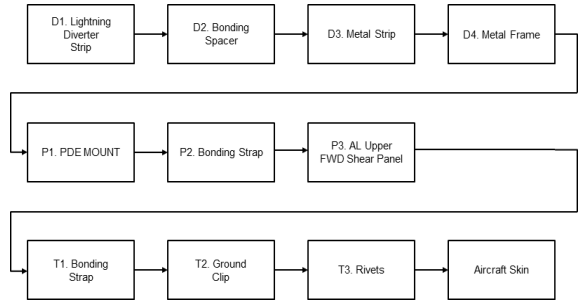 D1. Lightning
Diverter
Strip
D2. Bonding
Spacer
D3. Metal Strip
D4. Metal Frame
P1. PDE MOUNT
P2. Bonding Strap
P3. AL Upper
FWD Shear Panel
T1. Bonding
Strap
T2. Ground
Clip
T3. Rivets
Aircraft Skin